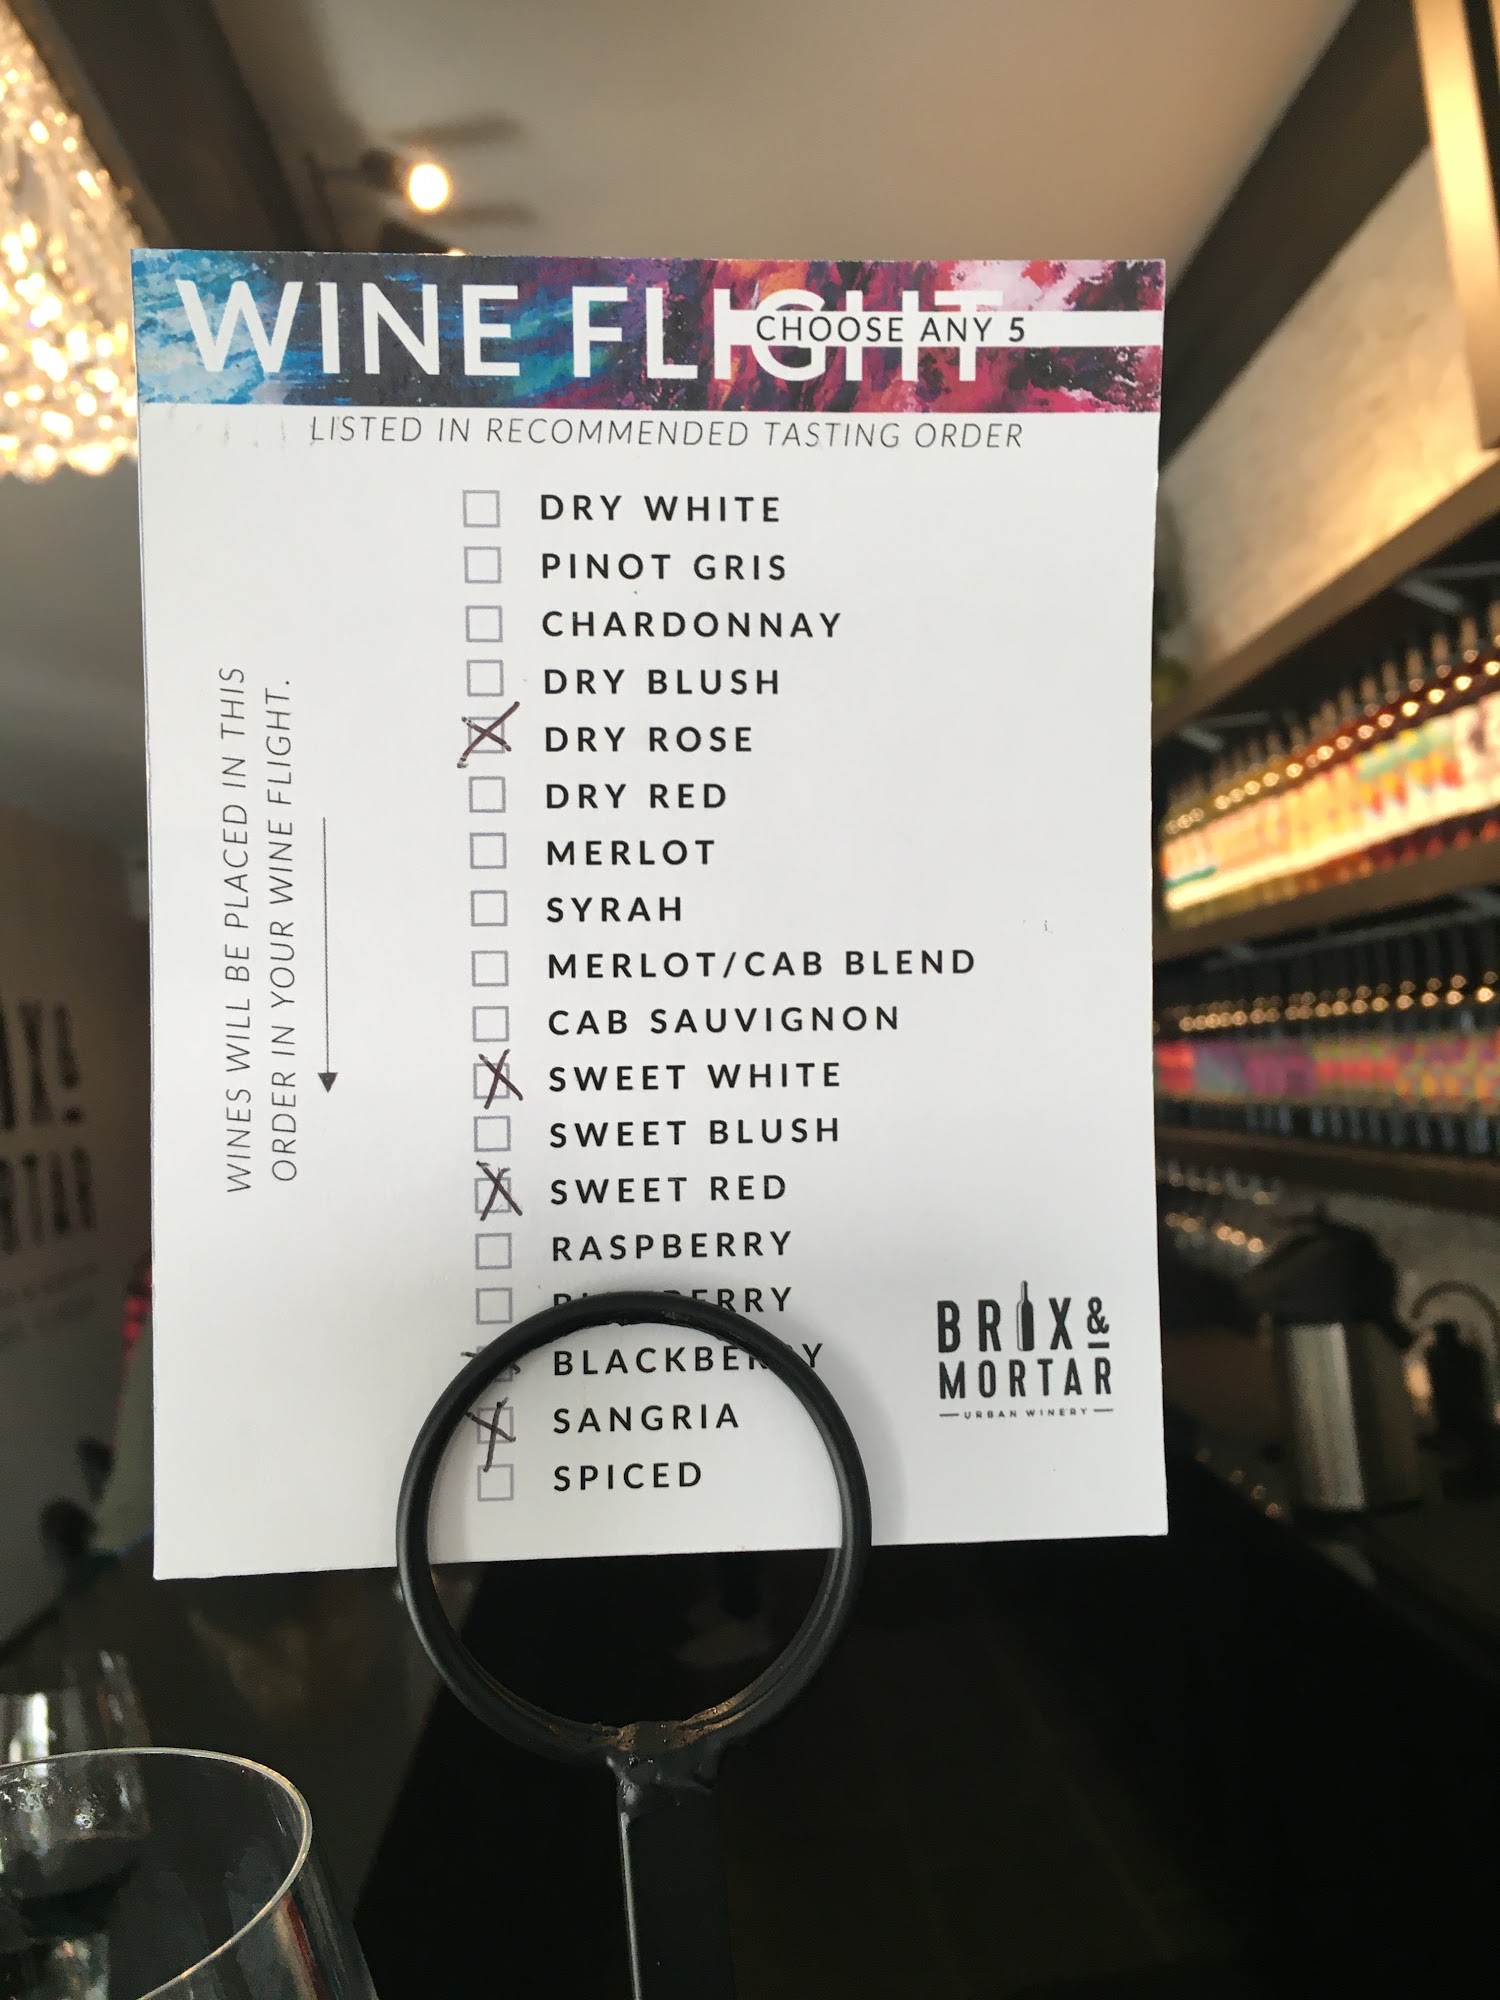 WINE FLIGHT
CHOOSE ANY 5
LISTED IN RECOMMENDED TASTING ORDER
DRY WHITE
PINOT GRIS
CHARDONNAY
DRY BLUSH
DRY ROSE
DRY RED
MERLOT
SYRAH
MERLOT/CAB BLEND
CAB SAUVIGNON
SWEET WHITE
SWEET BLUSH
SWEET RED
RASPBERRY
BLACKBERRY
SANGRIA
SPICED
WINES WILL BE PLACED IN THIS
ORDER IN YOUR WINE FLIGHT.
BRIX &
MORTAR
URBAN WINERY